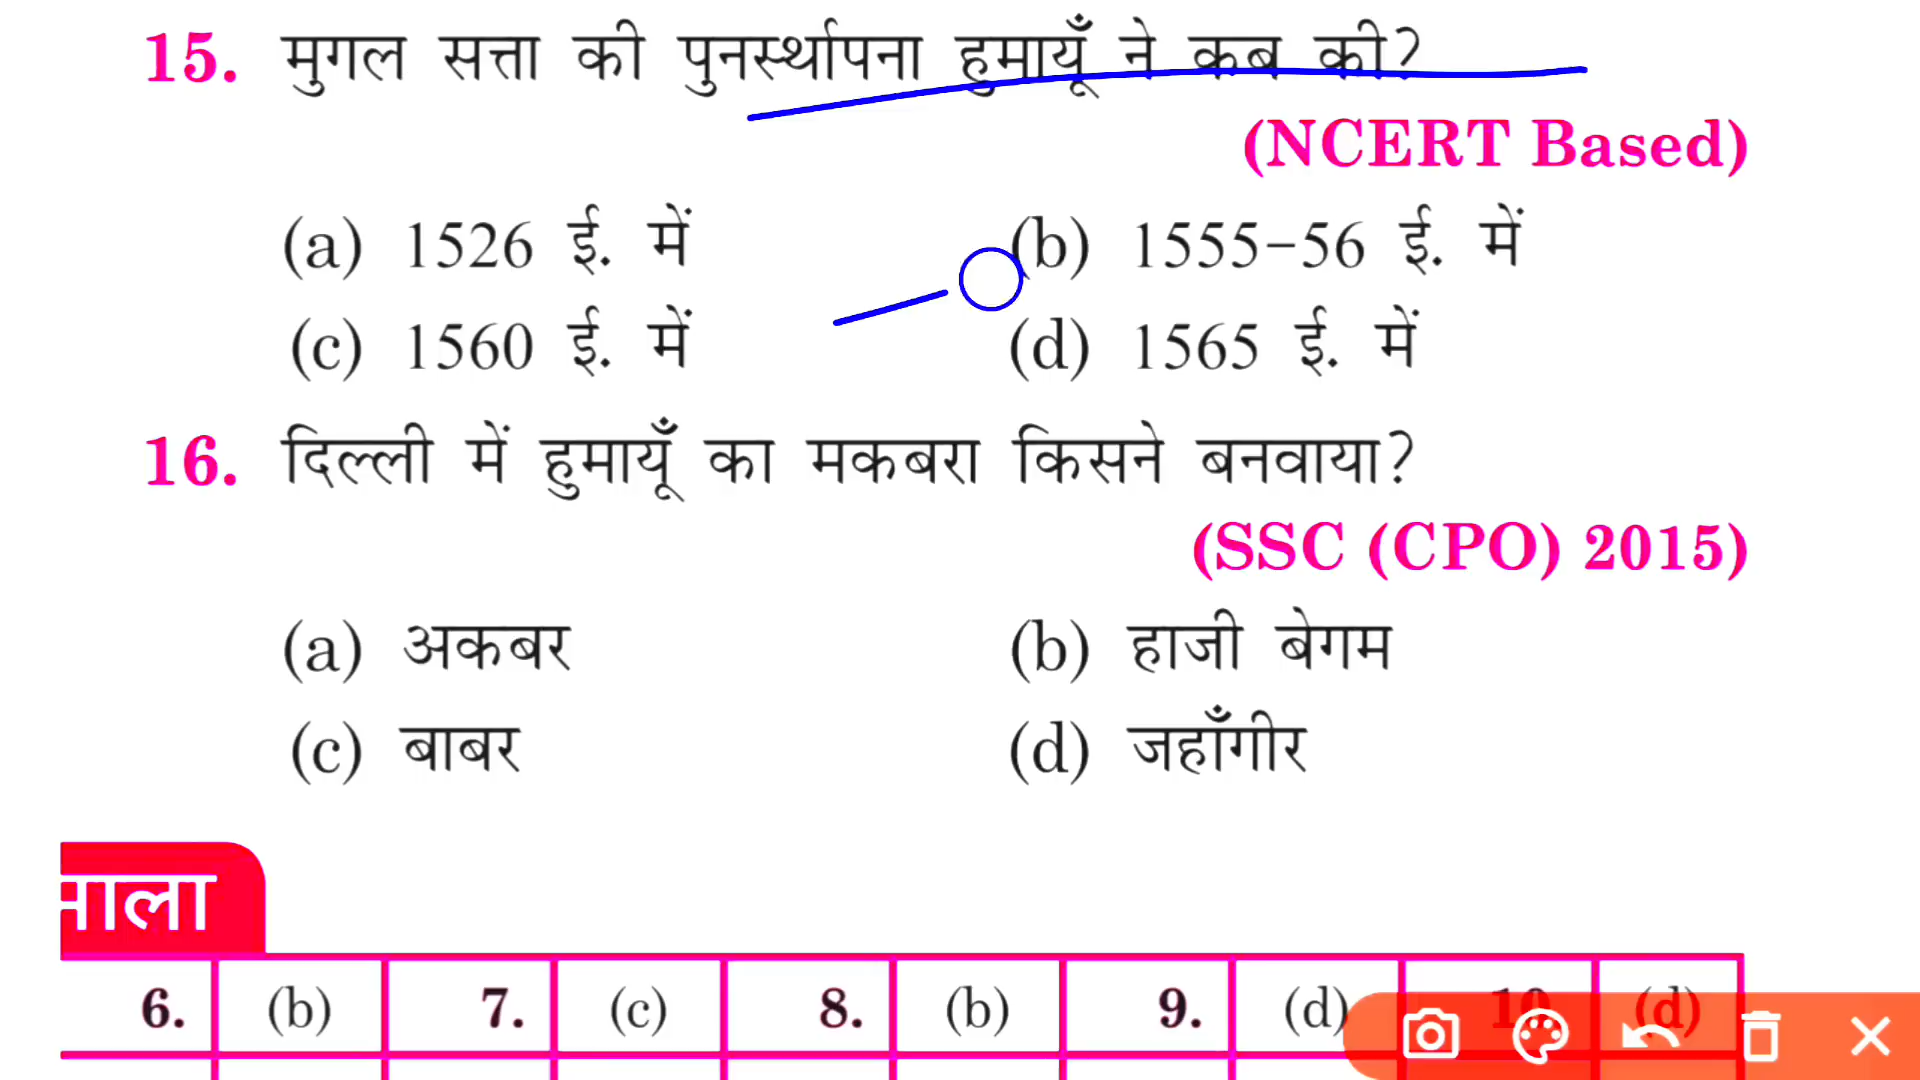 15. मुगल सत्ता की पुनर्स्थापना हुमायूँ ने कब की?
(NCERT Based)
(a) 1526 ई. में (b) 1555-56 ई. में
(c) 1560 ई. में (d) 1565 ई. में
16. दिल्ली में हुमायूँ का मकबरा किसने बनवाया?
(SSC (CPO) 2015)
(a) अकबर (b) हाजी बेगम
(c) बाबर (d) जहाँगीर
माला
6. (b) 7. (c) 8. (b) 9. (d) 10. (d)